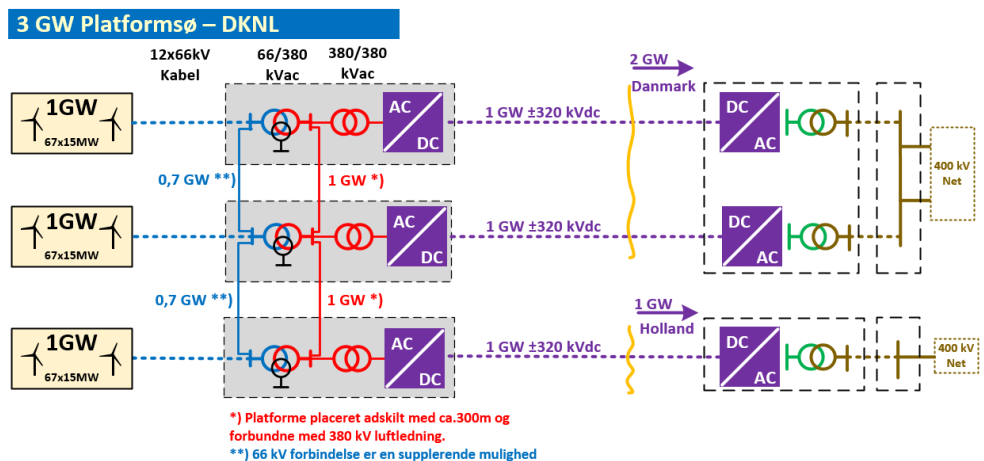 3 GW Platformsø – DKNL
12x66kV
Kabel
66/380
kVac
380/380
kVac
2 GW
Danmark
1GW
67x15MW
AC
DC
1 GW ±320 kVdc
DC
AC
400 kV
Net
0,7 GW **)
1 GW *)
1GW
67x15MW
AC
DC
1 GW ±320 kVdc
DC
AC
0,7 GW **)
1 GW *)
1 GW
Holland
1GW
67x15MW
AC
DC
1 GW ±320 kVdc
DC
AC
400 kV
Net
*) Platforme placeret adskilt med ca.300m og
forbundne med 380 kV luftledning.
**) 66 kV forbindelse er en supplerende mulighed